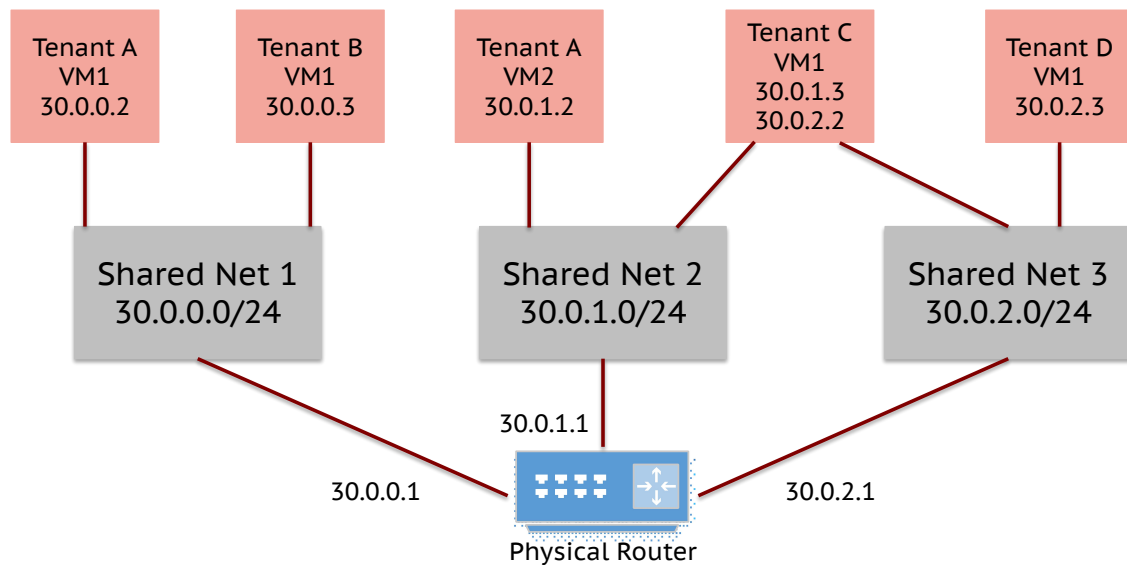 Tenant A
VM1
30.0.0.2
Tenant B
VM1
30.0.0.3
Tenant A
VM2
30.0.1.2
Tenant C
VM1
30.0.1.3
30.0.2.2
Tenant D
VM1
30.0.2.3
Shared Net 1
30.0.0.0/24
Shared Net 2
30.0.1.0/24
Shared Net 3
30.0.2.0/24
30.0.1.1
30.0.0.1
30.0.2.1
Physical Router